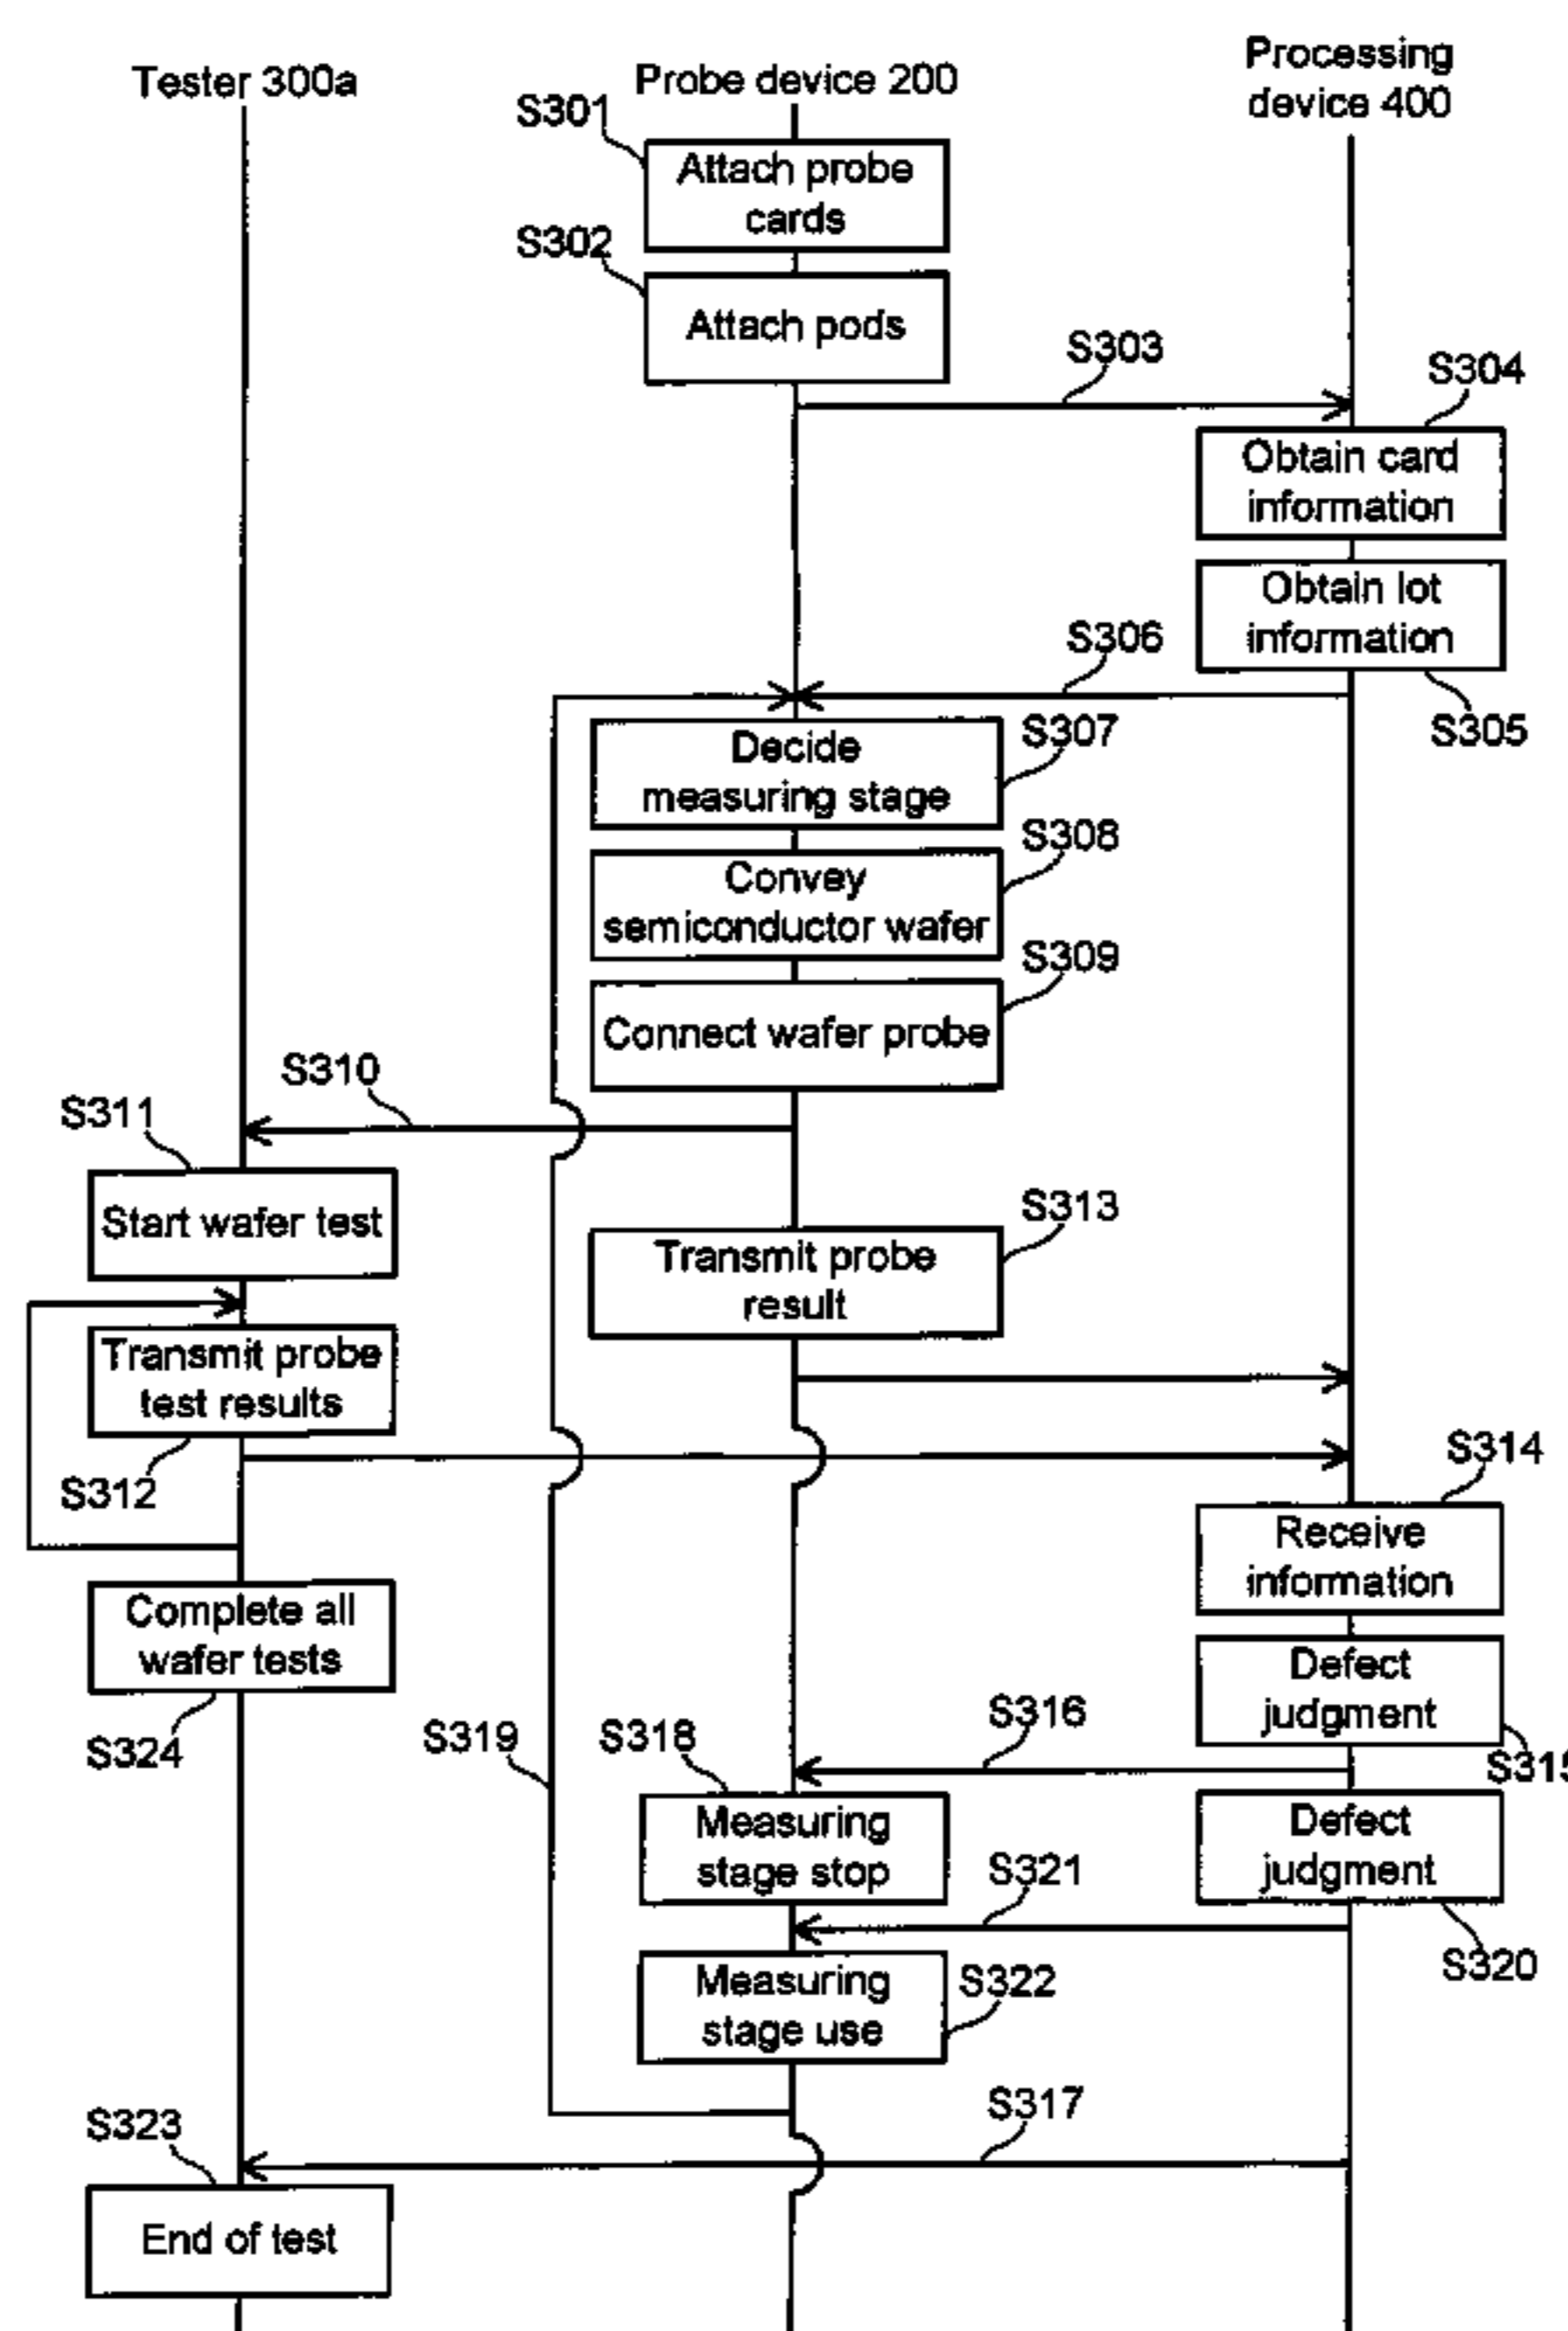 Tester 300a
Probe device 200
Processing
device 400
S301
Attach probe
cards
S302
Attach pods
S303
S304
Obtain card
information
Obtain lot
information
S305
S306
S307
Decide
measuring stage
S308
Convey
semiconductor wafer
S309
Connect wafer probe
S310
S311
Start wafer test
S313
Transmit probe
result
Transmit probe
test results
S312
S314
Receive
information
Complete all
wafer tests
S324
Defect
judgment
S315
S316
S319
S318
Measuring
stage stop
Defect
judgment
S320
S321
Measuring
stage use
S322
S317
S323
End of test